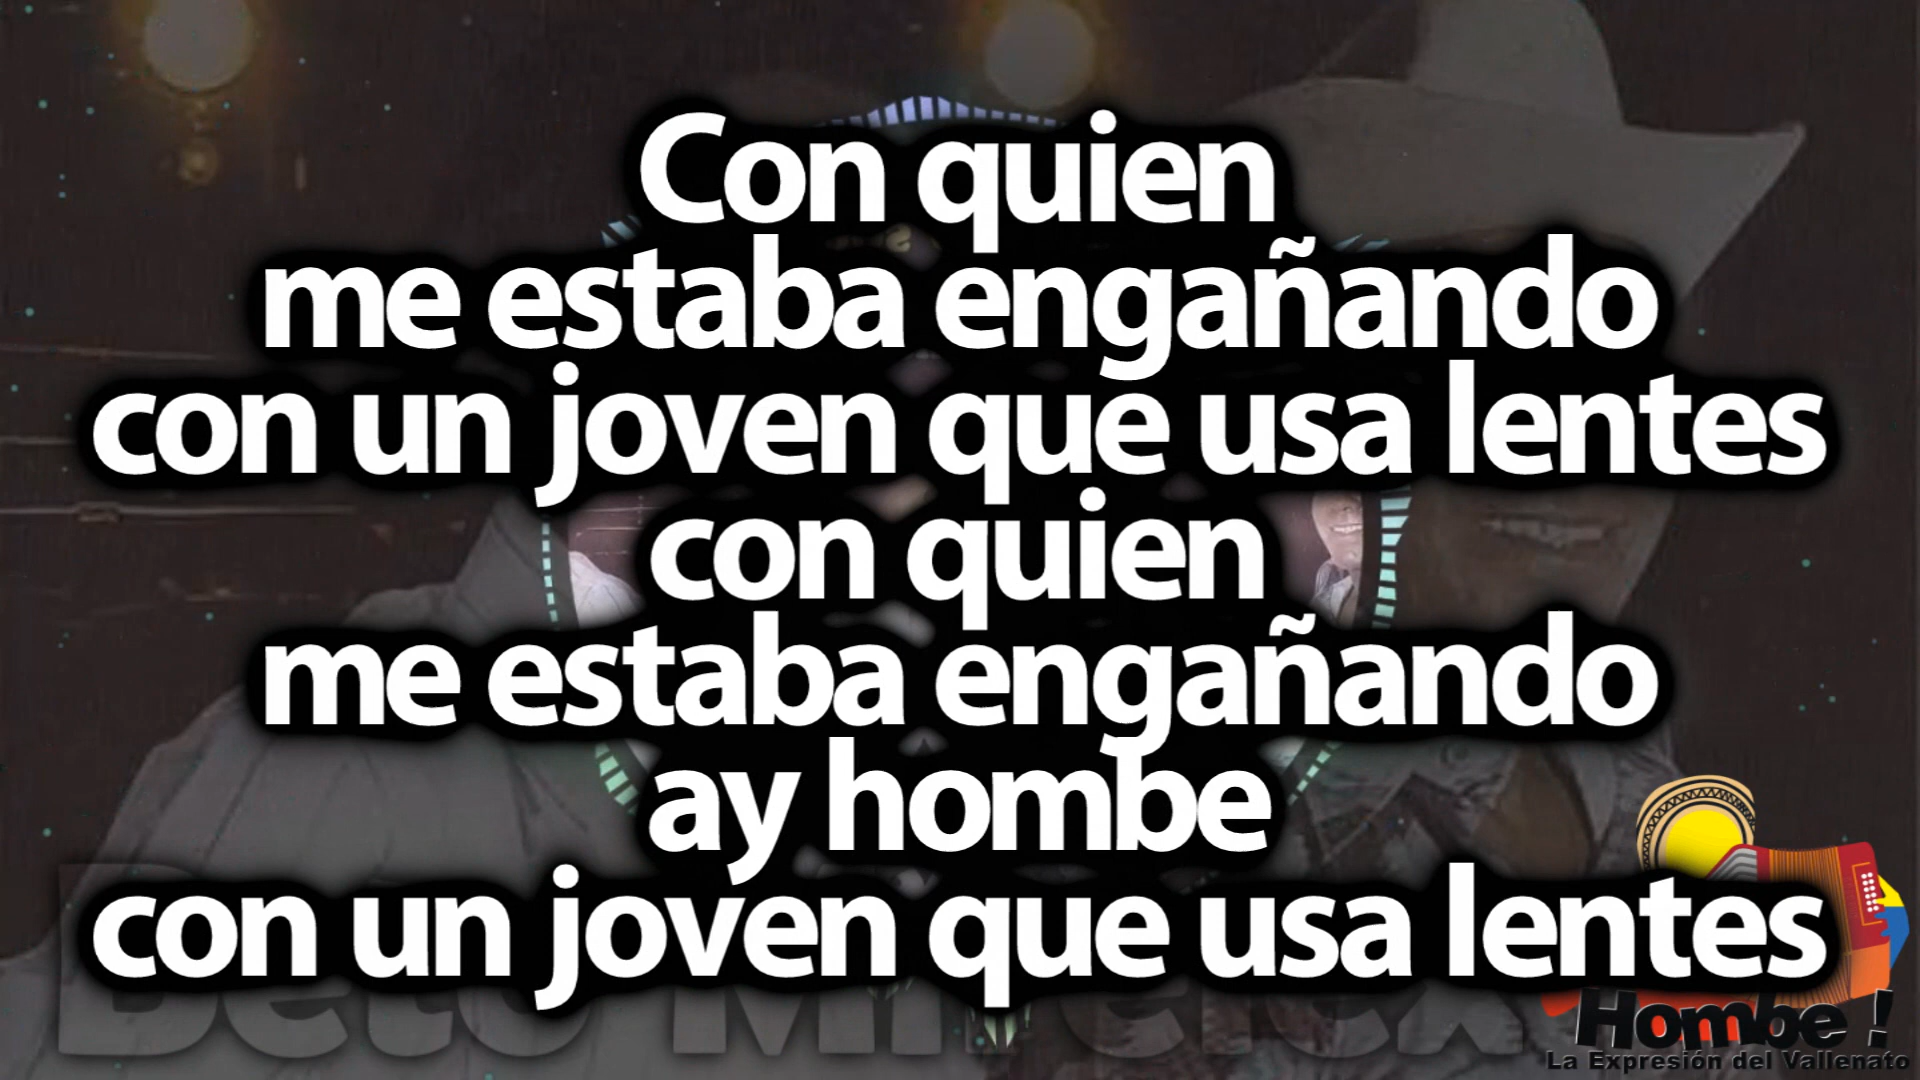 Con quien
me estaba engañando
con un joven que usa lentes
con quien
me estaba engañando
ay hombe
con un joven que usa lentes
Hombe !
La Expresión del Vallenato